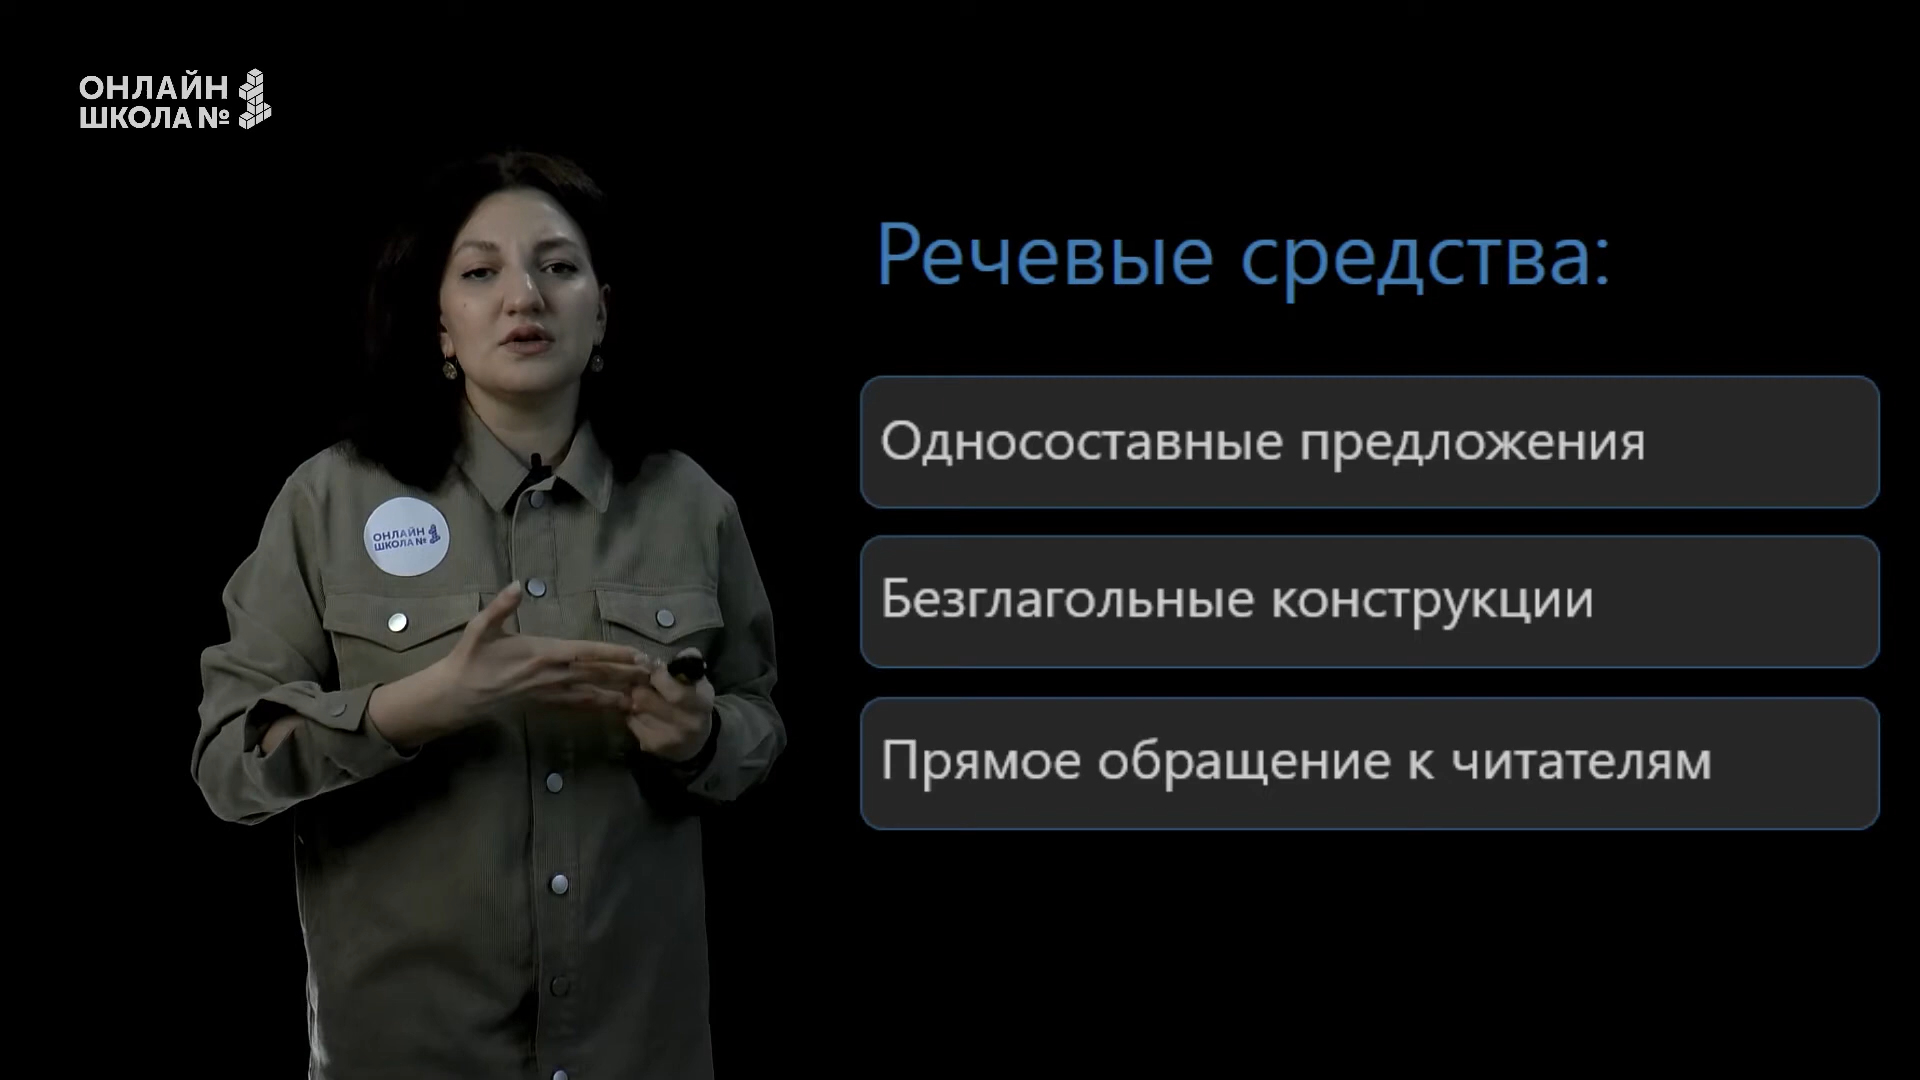 ОНЛАЙН
ШКОЛА №
Речевые средства:
Односоставные предложения
ОНЛАЙН
ШКОЛА №
Безглагольные конструкции
Прямое обращение к читателям